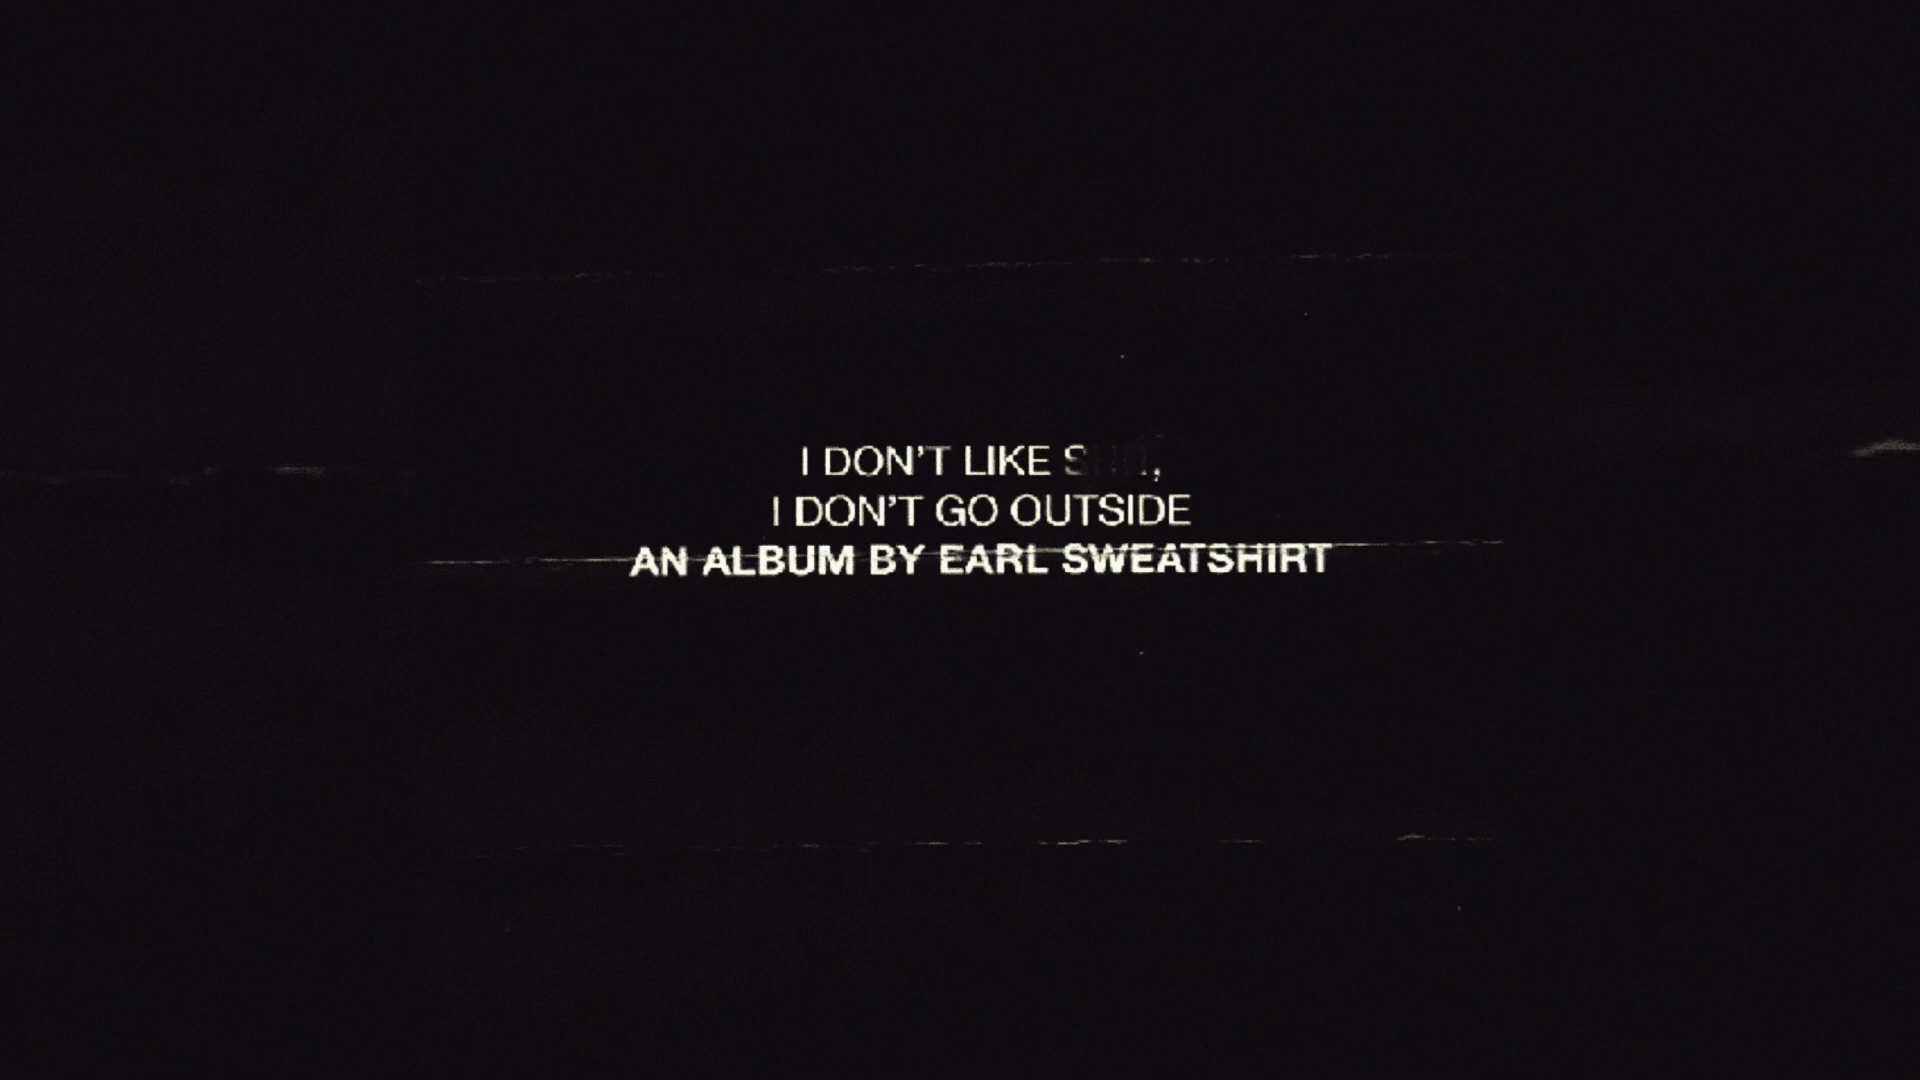 I DON'T LIKE S,
I DON'T GO OUTSIDE
AN ALBUM BY EARL SWEATSHIRT